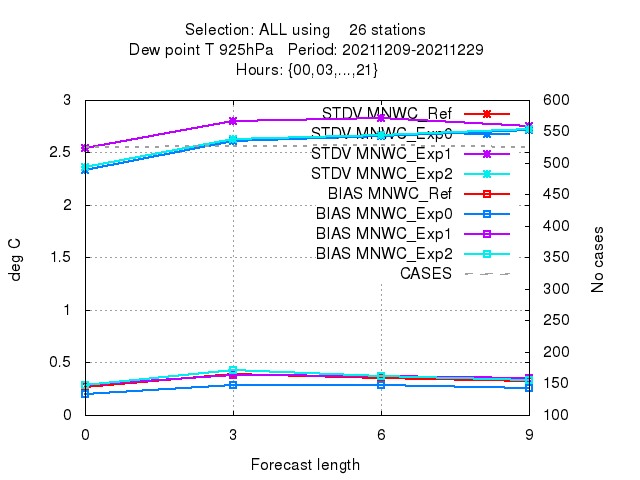 Selection: ALL using    26 stations
Dew point T 925hPa   Period: 20211209-20211229
Hours: {00,03,...,21}
3 600
STDV MNWC_Ref
STDV MNWC_Exp0 550
2.5 STDV MNWC_Exp1
500
STDV MNWC_Exp2
BIAS MNWC_Ref 450
2 BIAS MNWC_Exp0
BIAS MNWC_Exp1 400
1.5 BIAS MNWC_Exp2
350
CASES
deg C No cases
300
1
250
0.5 200
150
0 100
0 3 6 9
Forecast length